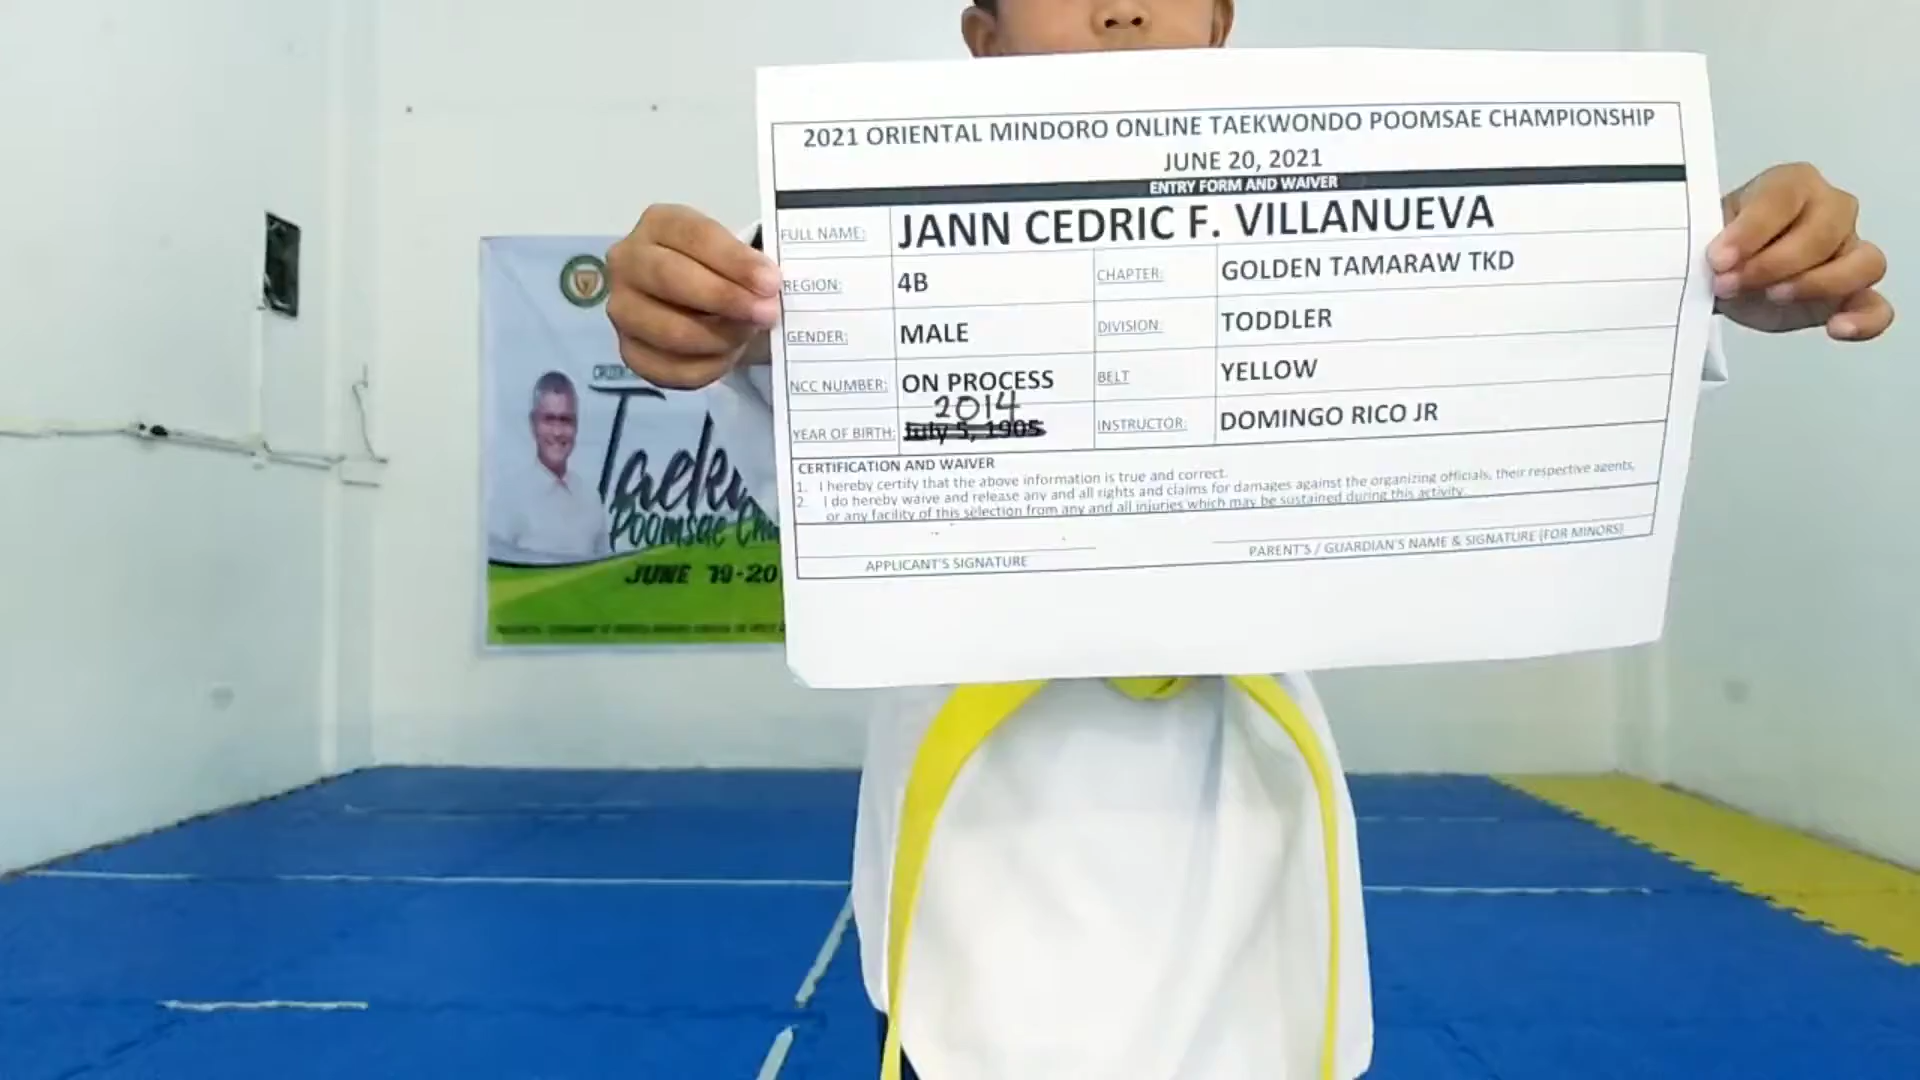 2021 ORIENTAL MINDORO ONLINE TAEKWONDO POOMSAE CHAMPIONSHIP
JUNE 20, 2021
ENTRY FORM AND WAIVER
FULL NAME: JANN CEDRIC F. VILLANUEVA
REGION: 4B CHAPTER: GOLDEN TAMARAW TKD
GENDER: MALE DIVISION: TODDLER
NCC NUMBER: ON PROCESS BELT YELLOW
2014
YEAR OF BIRTH: July 5, 1905 INSTRUCTOR: DOMINGO RICO JR
CERTIFICATION AND WAIVER
1. I hereby certify that the above information is true and correct.
2. I do hereby waive and release any and all rights and claims for damages against the organizing officials, their respective agents,
or any facility of this selection from any and all injuries which may be sustained during this activity.
APPLICANT'S SIGNATURE PARENT'S / GUARDIAN'S NAME & SIGNATURE (FOR MINORS)
Taek
Poomsae Cha
JUNE 19-20